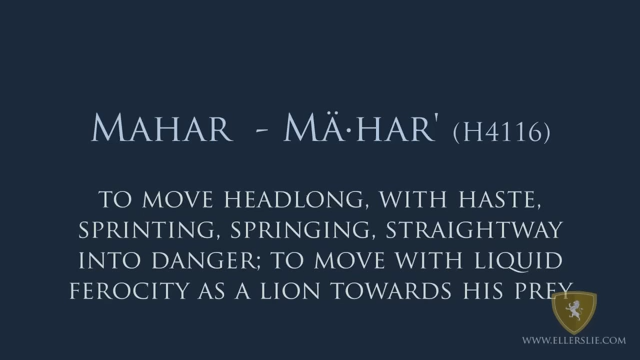 MAHAR - MÄ·HAR' (H4116)
TO MOVE HEADLONG, WITH HASTE,
SPRINTING, SPRINGING, STRAIGHTWAY
INTO DANGER; TO MOVE WITH LIQUID
FEROCITY AS A LION TOWARDS HIS PREY
WWW.ELLERSLIE.COM